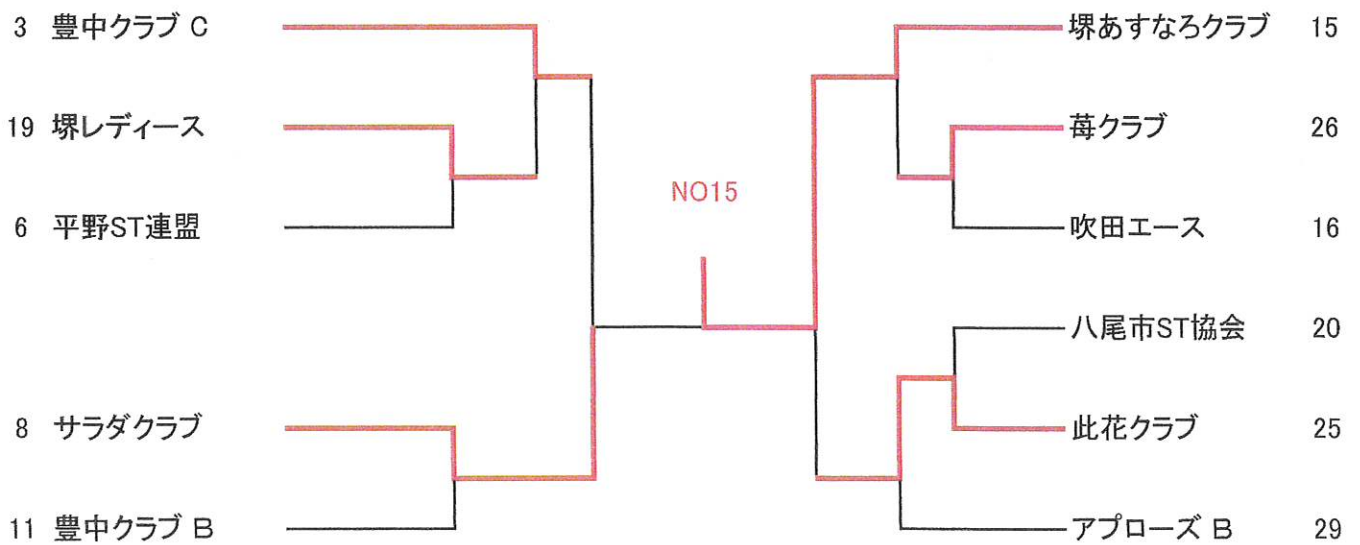 3 豊中クラブ C
堺あすなろクラブ 15
19 堺レディース
苺クラブ 26
NO15
6 平野ST連盟
吹田エース 16
八尾市ST協会 20
8 サラダクラブ
此花クラブ 25
11 豊中クラブ B
アプローズ B 29